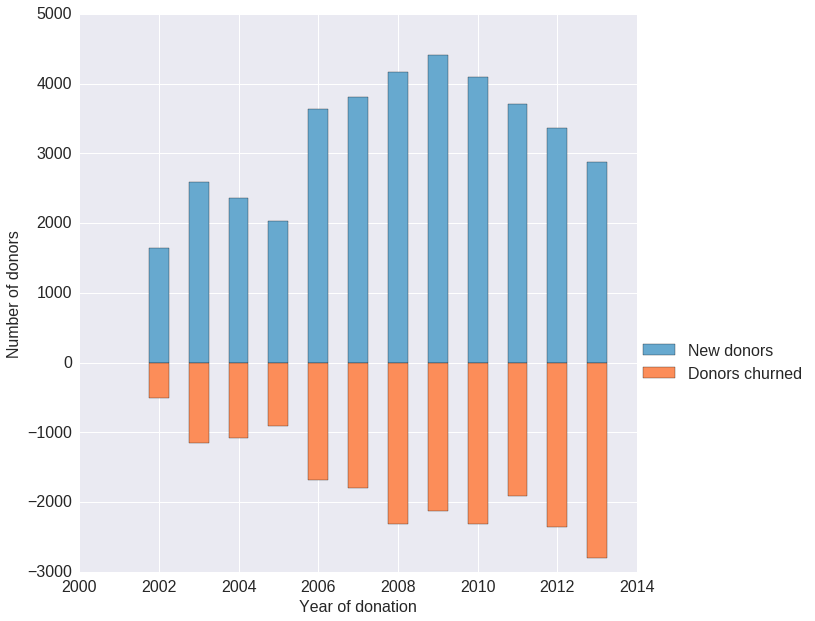 5000
4000
3000
2000
1000
0
−1000
−2000
−3000
2000 2002 2004 2006 2008 2010 2012 2014
Year of donation
Number of donors
New donors
Donors churned